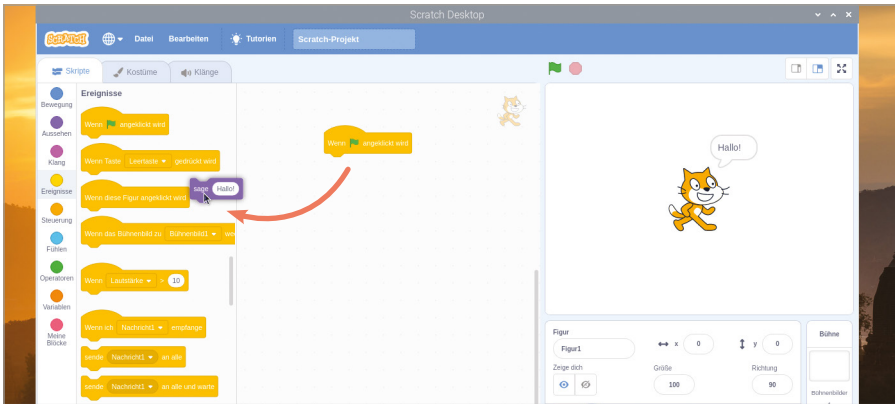 Scratch Desktop
SCRATCH Datei Bearbeiten Tutorien Scratch-Projekt
Skripte Kostüme Klänge
Bewegung
Aussehen
Klang
Ereignisse
Steuerung
Fühlen
Operatoren
Variablen
Meine
Blöcke
Ereignisse
Wenn angeklickt wird
Wenn Taste Leertaste gedrückt wird
Wenn diese Figur angeklickt wird
sage Hallo!
Wenn das Bühnenbild zu Bühnenbild1 we
Wenn Lautstärke > 10
Wenn ich Nachricht1 empfange
sende Nachricht1 an alle
sende Nachricht1 an alle und warte
Wenn angeklickt wird
Hallo!
Figur
Figur1
x 0
y 0
Zeige dich
Größe
100
Richtung
90
Bühne
Bühnenbilder